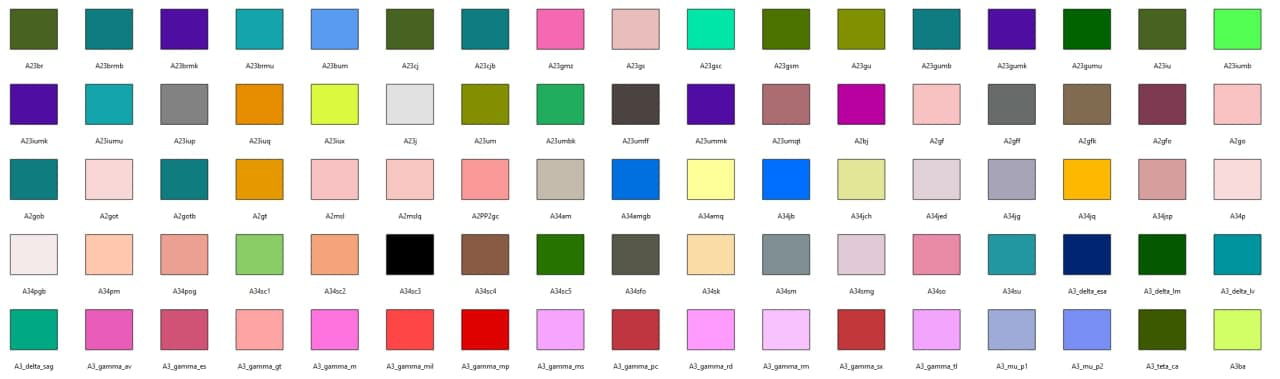 A23br A23brmb A23brmk A23brmu A23bum A23cj A23cjb A23gmz A23gs A23gsc A23gsm A23gu A23gumb A23gumk A23gumu A23iu A23iumb
A23iumk A23iumu A23iup A23iuq A23iux A23j A23um A23umbk A23umff A23ummk A23umqt A2bj A2gf A2gff A2gfk A2gfo A2go
A2gob A2got A2gotb A2gt A2msl A2mslq A2PP2gc A34am A34amgb A34amq A34jb A34jch A34jed A34jg A34jq A34jsp A34p
A34pgb A34pm A34pog A34sc1 A34sc2 A34sc3 A34sc4 A34sc5 A34sfo A34sk A34sm A34smg A34so A34su A3_delta_esa A3_delta_lm A3_delta_lv
A3_delta_sag A3_gamma_av A3_gamma_es A3_gamma_gt A3_gamma_m A3_gamma_mil A3_gamma_mp A3_gamma_ms A3_gamma_pc A3_gamma_rd A3_gamma_rm A3_gamma_sx A3_gamma_tl A3_mu_p1 A3_mu_p2 A3_teta_ca A3ba